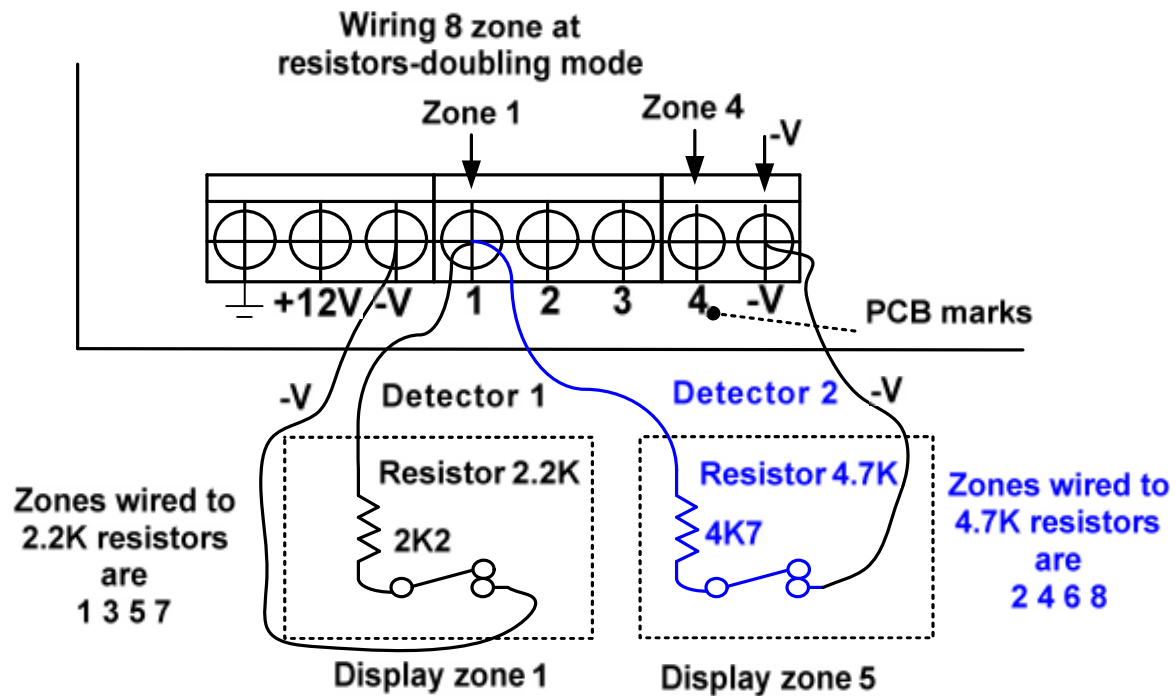 Wiring 8 zone at
resistors-doubling mode
Zone 1
Zone 4
-V
+12V -V 1 2 3 4 -V
PCB marks
-V
Detector 1
Detector 2
-V
Resistor 2.2K
Resistor 4.7K
2K2
4K7
Zones wired to
2.2K resistors
are
1 3 5 7
Zones wired to
4.7K resistors
are
2 4 6 8
Display zone 1
Display zone 5